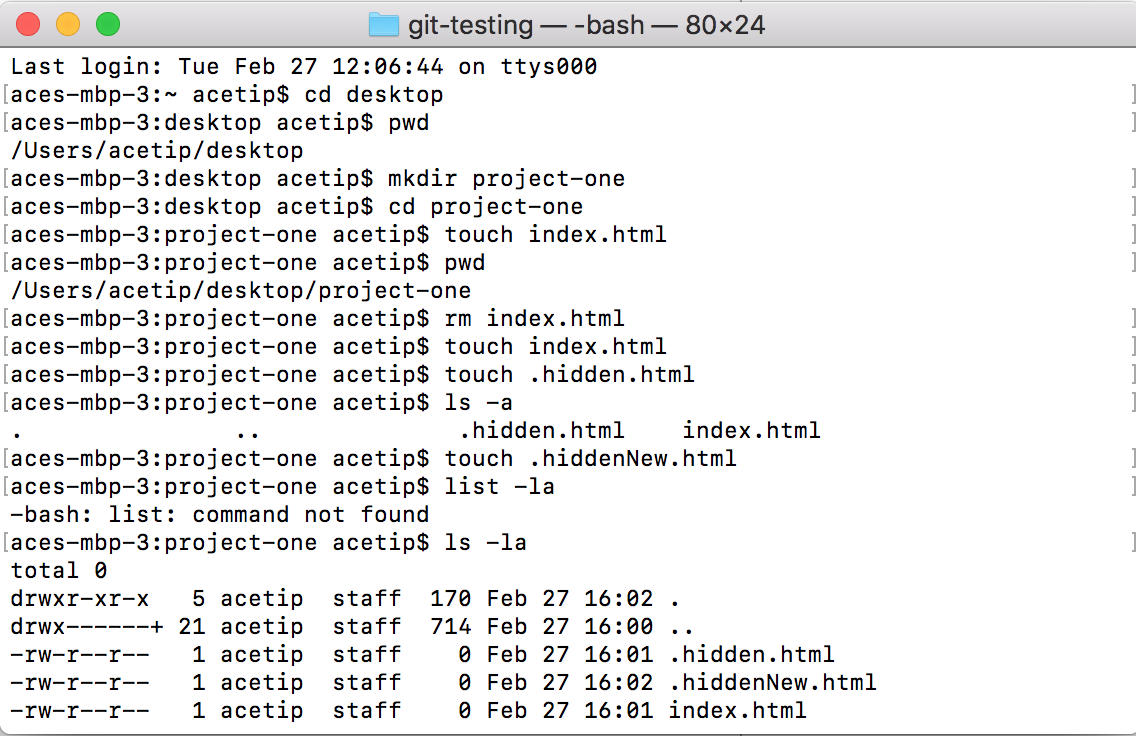 git-testing — -bash — 80×24
Last login: Tue Feb 27 12:06:44 on ttys000
[aces-mbp-3:~ acetip$ cd desktop ]
[aces-mbp-3:desktop acetip$ pwd ]
/Users/acetip/desktop
[aces-mbp-3:desktop acetip$ mkdir project-one ]
[aces-mbp-3:desktop acetip$ cd project-one ]
[aces-mbp-3:project-one acetip$ touch index.html ]
[aces-mbp-3:project-one acetip$ pwd ]
/Users/acetip/desktop/project-one
[aces-mbp-3:project-one acetip$ rm index.html ]
[aces-mbp-3:project-one acetip$ touch index.html ]
[aces-mbp-3:project-one acetip$ touch .hidden.html ]
[aces-mbp-3:project-one acetip$ ls -a ]
.               ..              .hidden.html    index.html
[aces-mbp-3:project-one acetip$ touch .hiddenNew.html ]
[aces-mbp-3:project-one acetip$ list -la ]
-bash: list: command not found
[aces-mbp-3:project-one acetip$ ls -la ]
total 0
drwxr-xr-x   5 acetip  staff  170 Feb 27 16:02 .
drwx------+ 21 acetip  staff  714 Feb 27 16:00 ..
-rw-r--r--   1 acetip  staff    0 Feb 27 16:01 .hidden.html
-rw-r--r--   1 acetip  staff    0 Feb 27 16:02 .hiddenNew.html
-rw-r--r--   1 acetip  staff    0 Feb 27 16:01 index.html